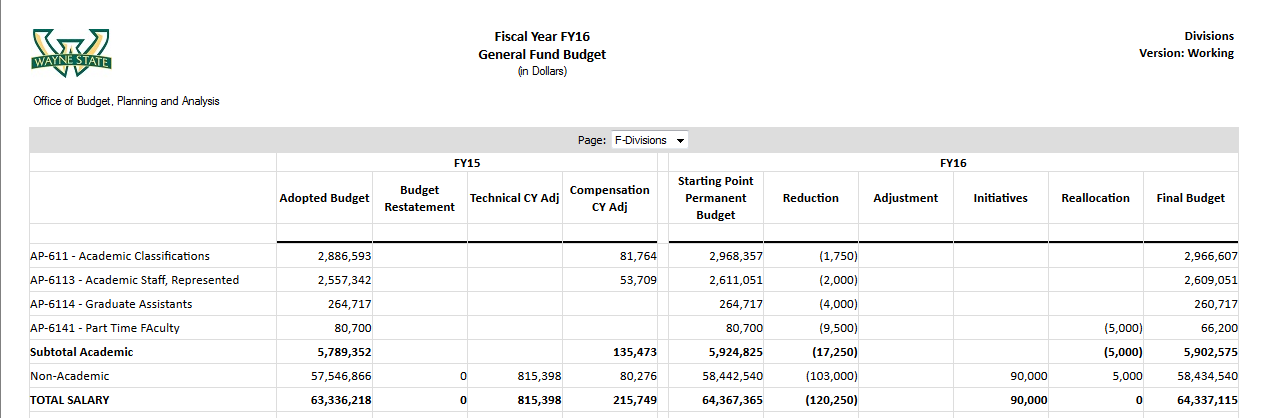 WAYNE STATE
Fiscal Year FY16
General Fund Budget
(in Dollars)
Divisions
Version: Working
Office of Budget, Planning and Analysis
Page: F-Divisions
FY15 FY16
Adopted Budget Budget Restatement Technical CY Adj Compensation CY Adj Starting Point Permanent Budget Reduction Adjustment Initiatives Reallocation Final Budget
AP-611 - Academic Classifications 2,886,593 81,764 2,968,357 (1,750) 2,966,607
AP-6113 - Academic Staff, Represented 2,557,342 53,709 2,611,051 (2,000) 2,609,051
AP-6114 - Graduate Assistants 264,717 264,717 (4,000) 260,717
AP-6141 - Part Time FAculty 80,700 80,700 (9,500) (5,000) 66,200
Subtotal Academic 5,789,352 135,473 5,924,825 (17,250) (5,000) 5,902,575
Non-Academic 57,546,866 0 815,398 80,276 58,442,540 (103,000) 90,000 5,000 58,434,540
TOTAL SALARY 63,336,218 0 815,398 215,749 64,367,365 (120,250) 90,000 0 64,337,115